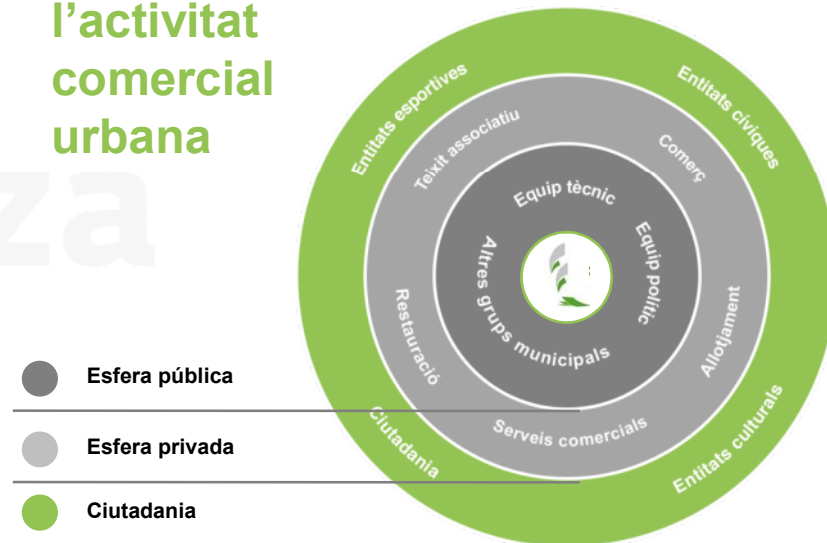 l’activitat
comercial
urbana
za
Entitats esportives
Entitats cíviques
Teixit associatiu
Comerç
Equip tècnic
Equip polític
Altres grups municipals
Restauració
Allotjament
Serveis comercials
Ciutadania
Entitats culturals
Esfera pública
Esfera privada
Ciutadania